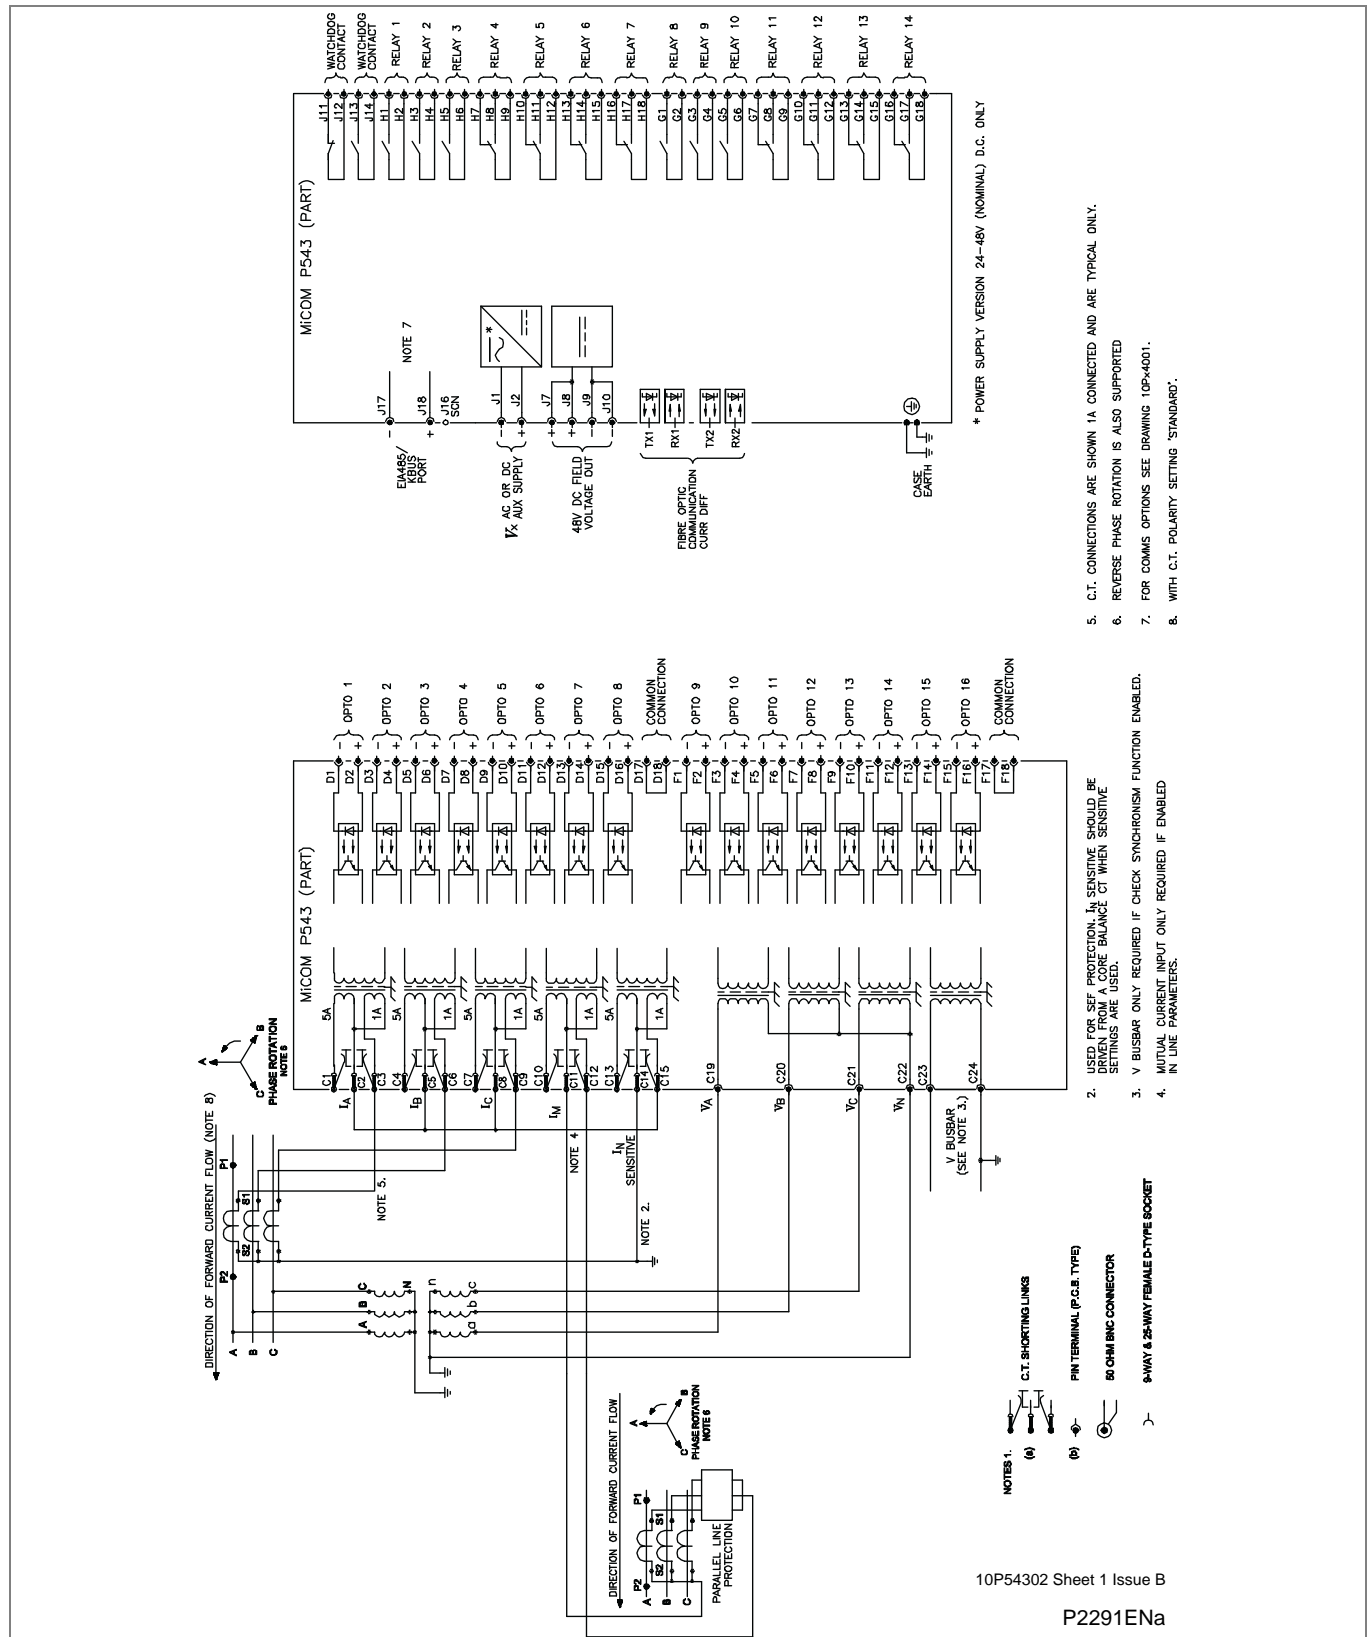 WATCHDOG
CONTACT
WATCHDOG
CONTACT
RELAY 1
RELAY 2
RELAY 3
RELAY 4
RELAY 5
RELAY 6
RELAY 7
RELAY 8
RELAY 9
RELAY 10
RELAY 11
RELAY 12
RELAY 13
RELAY 14
J11
J12
J13
J14
H1
H2
H3
H4
H5
H6
H7
H8
H9
H10
H11
H12
H13
H14
H15
H16
H17
H18
G1
G2
G3
G4
G5
G6
G7
G8
G9
G10
G11
G12
G13
G14
G15
G16
G17
G18
MiCOM P543 (PART)
NOTE 7
*
J17
J18
J16
SCN
J1
J2
J7
J8
J9
J10
TX1
RX1
TX2
RX2
-
+
-
+
+
+
-
-
EIA485/
KBUS
PORT
AC OR DC
Vx AUX SUPPLY
48V DC FIELD
VOLTAGE OUT
FIBRE OPTIC
COMMUNICATION
CURR DIFF
CASE
EARTH
* POWER SUPPLY VERSION 24-48V (NOMINAL) D.C. ONLY
5. C.T. CONNECTIONS ARE SHOWN 1A CONNECTED AND ARE TYPICAL ONLY.
6. REVERSE PHASE ROTATION IS ALSO SUPPORTED
7. FOR COMMS OPTIONS SEE DRAWING 10Px4001.
8. WITH C.T. POLARITY SETTING 'STANDARD'.
OPTO 1
OPTO 2
OPTO 3
OPTO 4
OPTO 5
OPTO 6
OPTO 7
OPTO 8
COMMON
CONNECTION
OPTO 9
OPTO 10
OPTO 11
OPTO 12
OPTO 13
OPTO 14
OPTO 15
OPTO 16
COMMON
CONNECTION
- + - + - + - + - + - + - + - +
- + - + - + - + - + - + - + - +
D1
D2
D3
D4
D5
D6
D7
D8
D9
D10
D11
D12
D13
D14
D15
D16
D17
D18
F1
F2
F3
F4
F5
F6
F7
F8
F9
F10
F11
F12
F13
F14
F15
F16
F17
F18
MiCOM P543 (PART)
5A
1A
5A
1A
5A
1A
5A
1A
5A
1A
C1
C2
C3
C4
C5
C6
C7
C8
C9
C10
C11
C12
C13
C14
C15
C19
C20
C21
C22
C23
C24
IA
IB
IC
IM
NOTE 4
IN
SENSITIVE
NOTE 2.
NOTE 5.
VA
VB
VC
VN
V BUSBAR
(SEE NOTE 3.)
A
B
C
PHASE ROTATION
NOTE 6
DIRECTION OF FORWARD CURRENT FLOW (NOTE 8)
P1
S1
S2
P2
A
B
C
C
B
A
N
n
c
b
a
2. USED FOR SEF PROTECTION. IN SENSITIVE SHOULD BE
DRIVEN FROM A CORE BALANCE CT WHEN SENSITIVE
SETTINGS ARE USED.
3. V BUSBAR ONLY REQUIRED IF CHECK SYNCHRONISM FUNCTION ENABLED.
4. MUTUAL CURRENT INPUT ONLY REQUIRED IF ENABLED
IN LINE PARAMETERS.
DIRECTION OF FORWARD CURRENT FLOW
A
B
C
PHASE ROTATION
NOTE 6
P1
S1
S2
P2
A
B
C
PARALLEL LINE
PROTECTION
NOTES 1.
(a)
C.T. SHORTING LINKS
(b)
PIN TERMINAL (P.C.B. TYPE)
50 OHM BNC CONNECTOR
9-WAY & 25-WAY FEMALE D-TYPE SOCKET
10P54302 Sheet 1 Issue B
P2291ENa